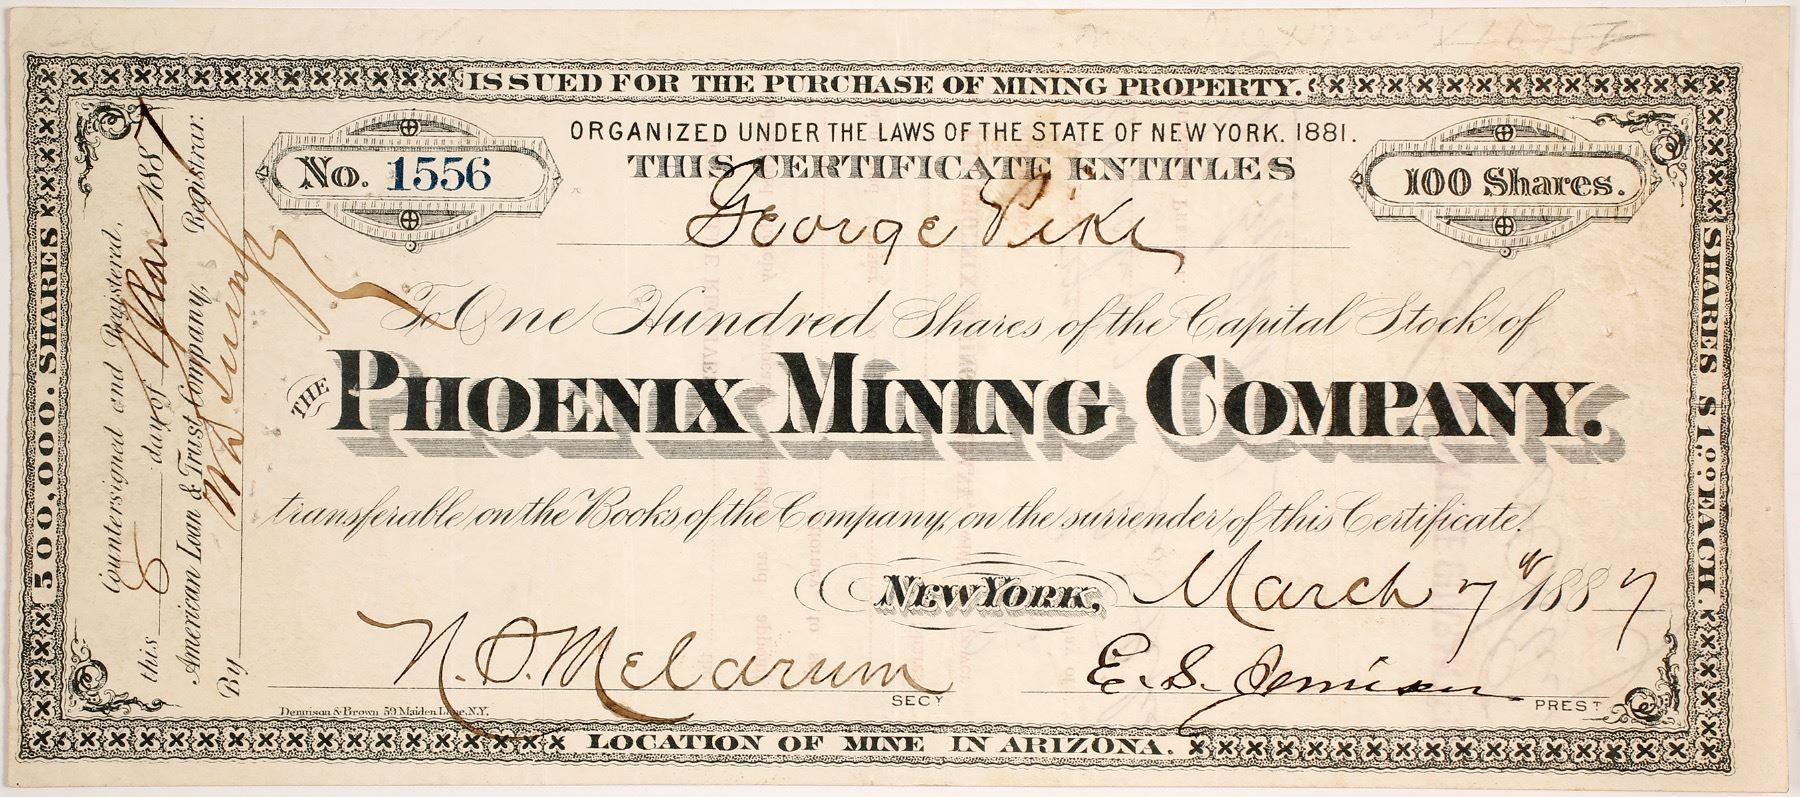 ISSUED FOR THE PURCHASE OF MINING PROPERTY.
ORGANIZED UNDER THE LAWS OF THE STATE OF NEW YORK. 1881.
No. 1556
THIS CERTIFICATE ENTITLES
100 Shares.
George Pike
To One Hundred Shares of the Capital Stock of
THE PHOENIX MINING COMPANY.
transferable on the Books of the Company, on the surrender of this Certificate.
NEW YORK, March 7th 1887
E. S. Jennison
PREST
SECY
Dennison & Brown 59 Maiden Lane, N.Y.
LOCATION OF MINE IN ARIZONA.
500,000. SHARES
SHARES $1.00 EACH.
Countersigned and Registered.
this 8 day of Mar 1887
American Loan & Trust Company,
Registrar.
By